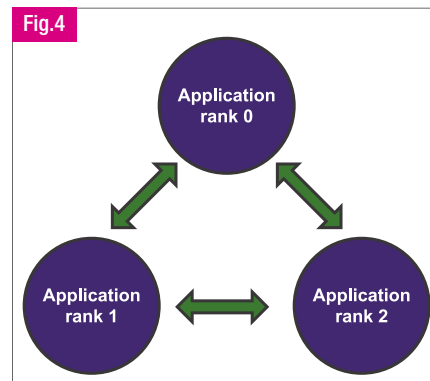 Fig.4
Application
rank 0
Application
rank 1
Application
rank 2